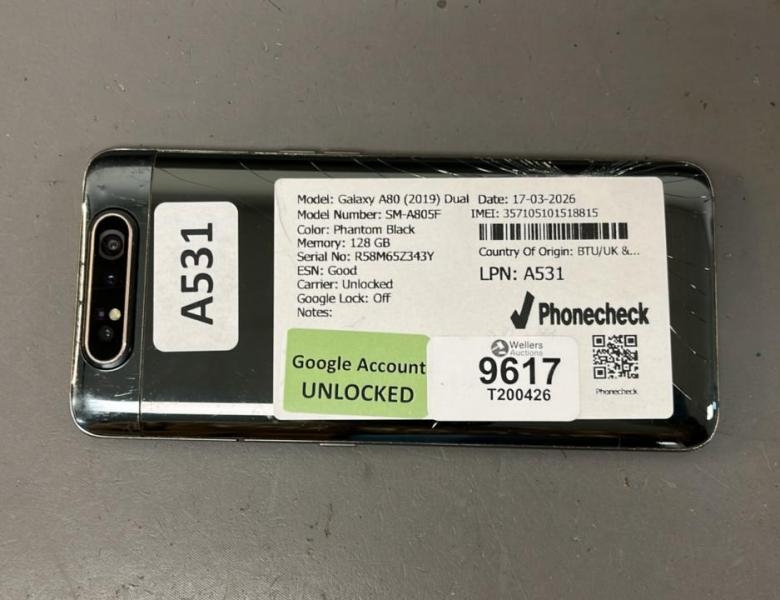 A531
Model: Galaxy A80 (2019) Dual Date: 17-03-2026
Model Number: SM-A805F IMEI: 357105101518815
Color: Phantom Black
Memory: 128 GB
Serial No: R58M65Z343Y
ESN: Good
Carrier: Unlocked
Google Lock: Off
Notes:
Country Of Origin: BTU/UK &...
LPN: A531
Phonecheck
Phonecheck
Google Account
UNLOCKED
Wellers
Auctions
9617
T200426